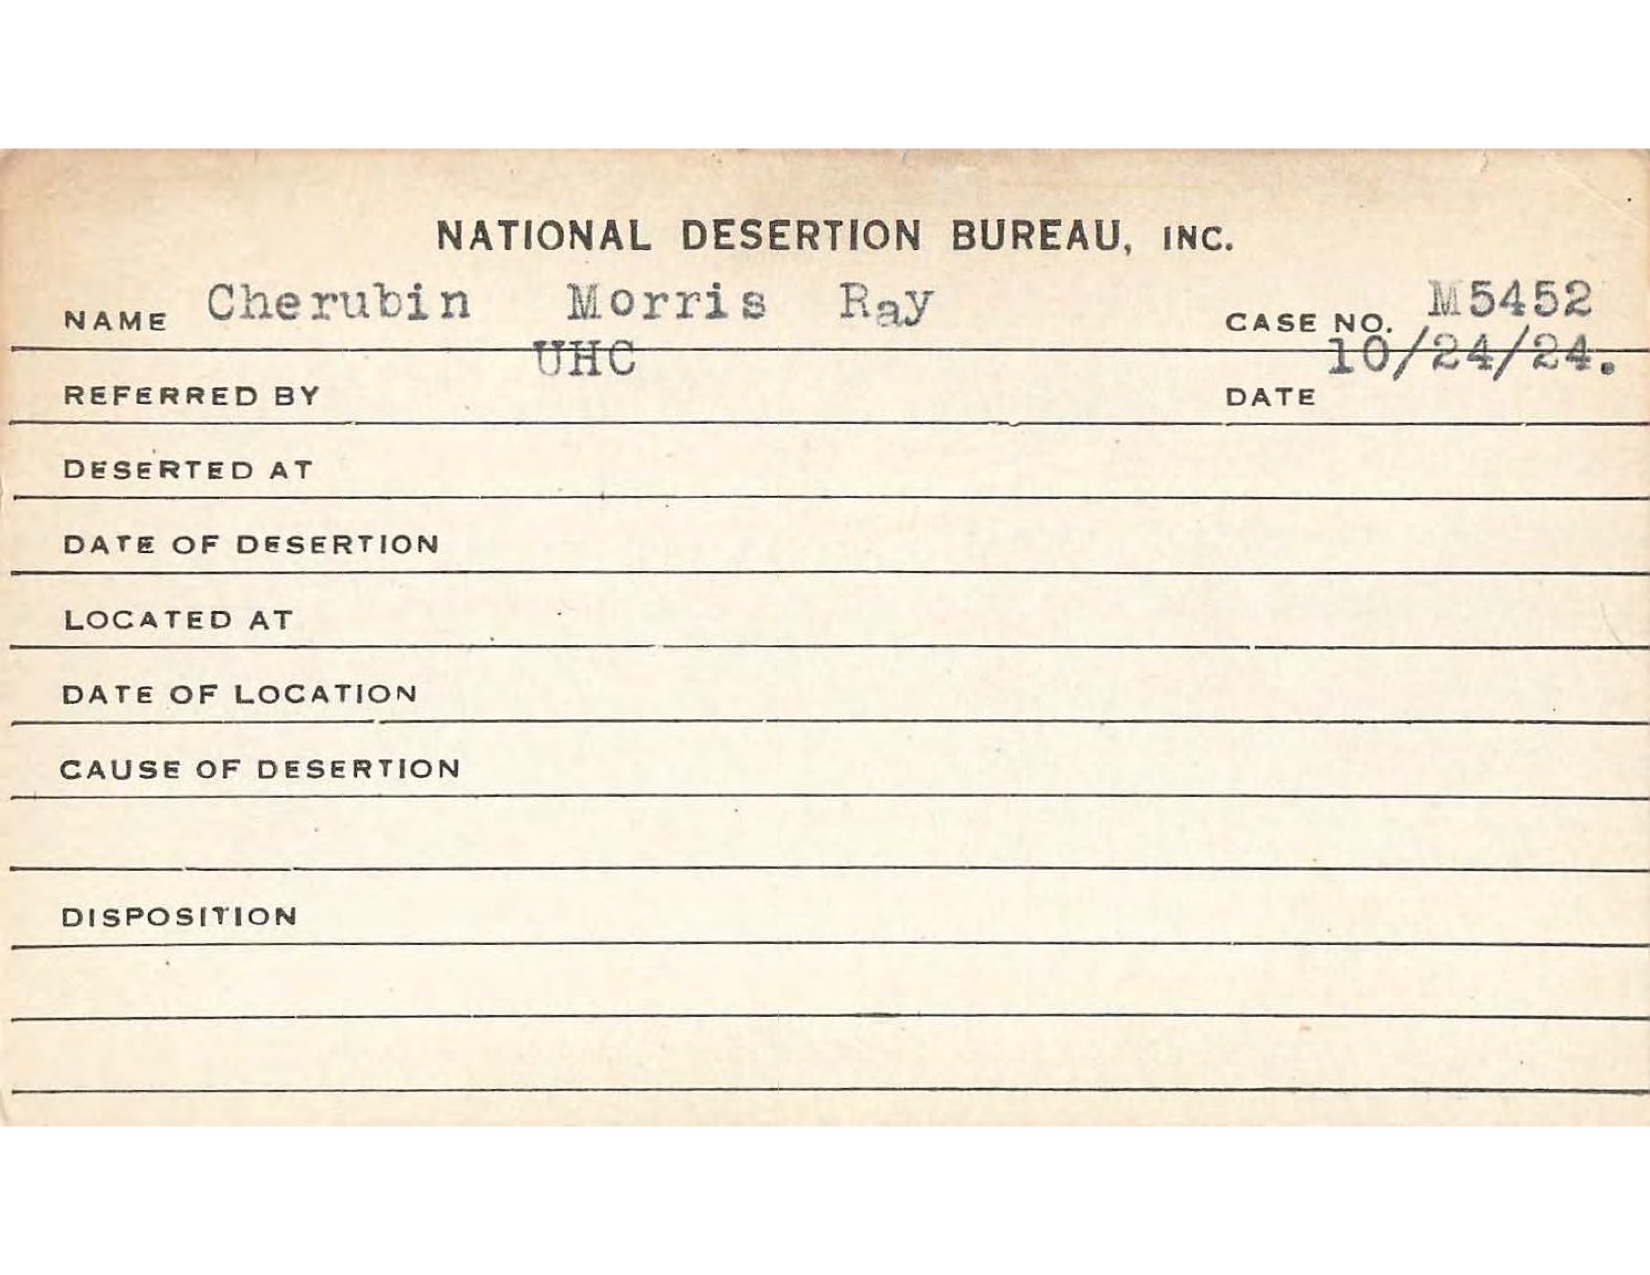 NATIONAL DESERTION BUREAU, INC.
NAME Cherubin Morris Ray CASE NO. M5452
REFERRED BY UHC DATE 10/24/24.
DESERTED AT
DATE OF DESERTION
LOCATED AT
DATE OF LOCATION
CAUSE OF DESERTION
DISPOSITION